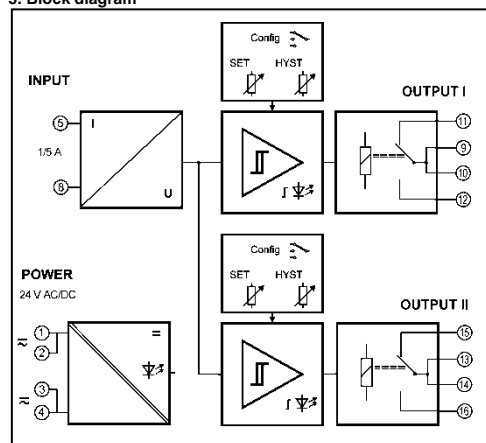 3. Block diagram
Config
SET HYST
INPUT
OUTPUT I
5
I
11
1/5 A
9
10
8
U
12
Config
POWER
SET HYST
24 V AC/DC
OUTPUT II
1
=
15
2
13
3
14
4
16